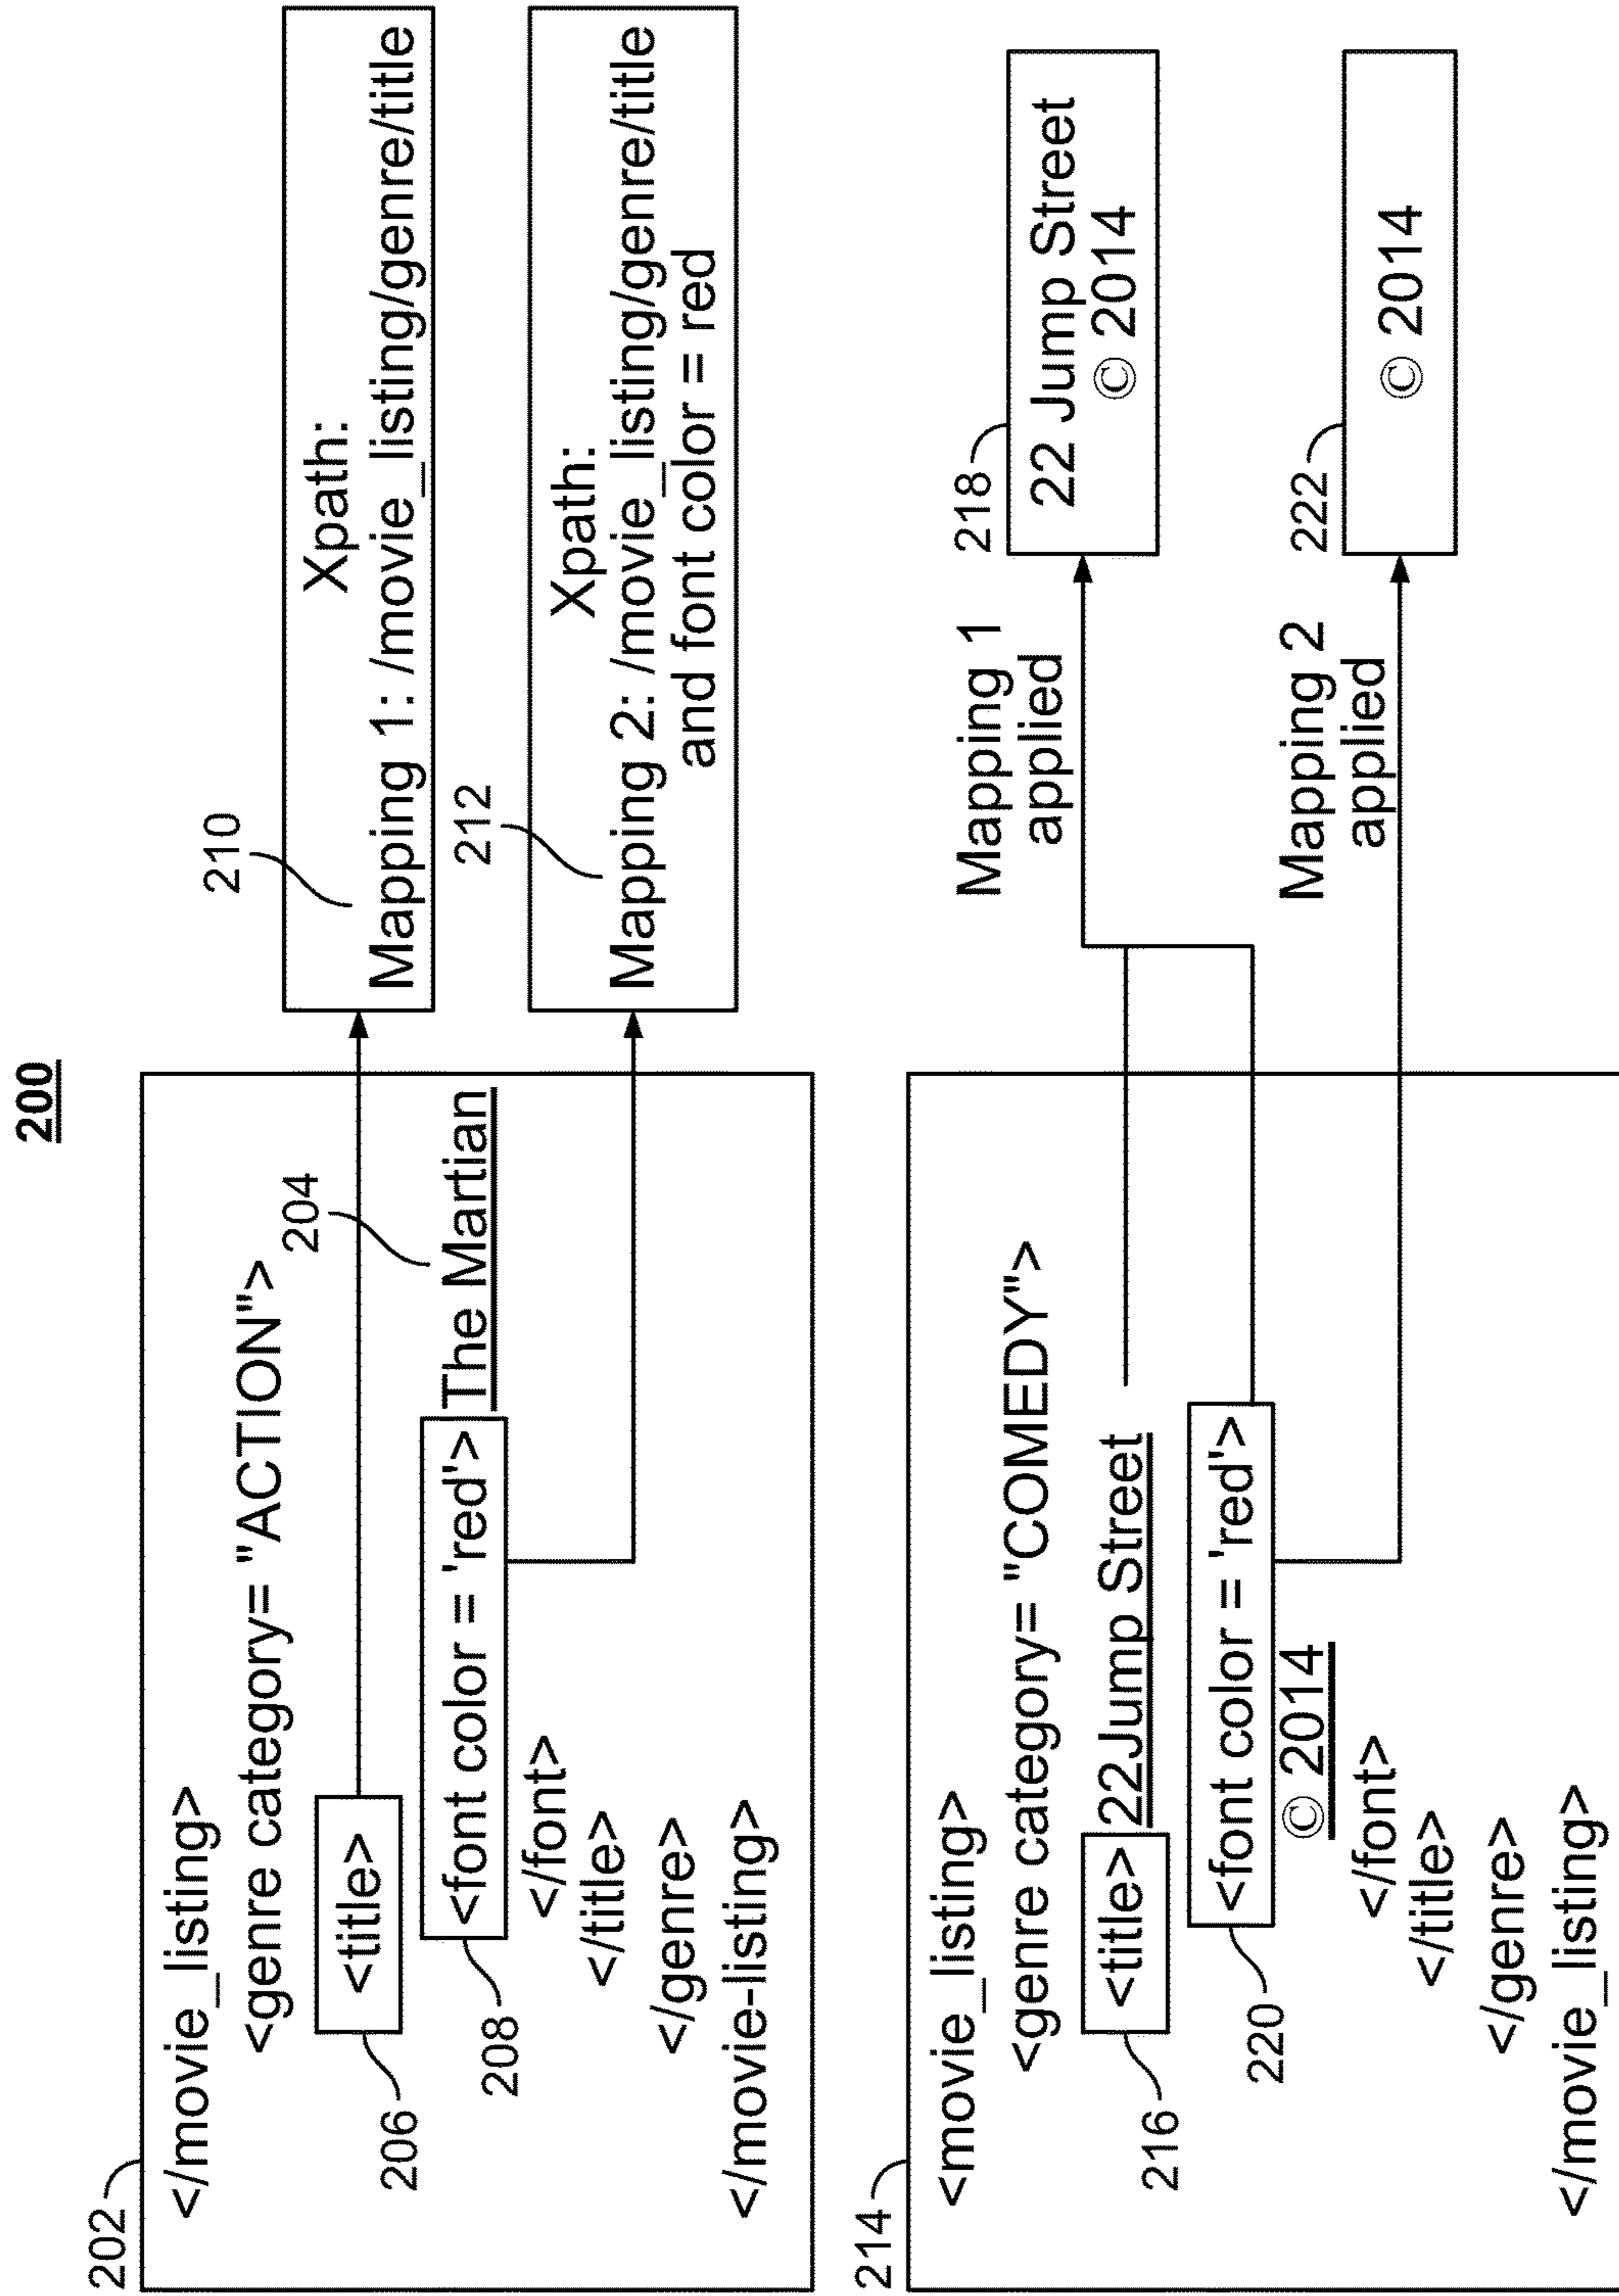 200
202
</movie_listing>
<genre category= "ACTION">
204
206
<title>
208
<font color = 'red'> The Martian
</font>
</title>
</genre>
</movie-listing>
210
Xpath:
Mapping 1: /movie_listing/genre/title
212
Xpath:
Mapping 2: /movie_listing/genre/title
and font color = red
214
<movie_listing>
<genre category= "COMEDY">
216
<title> 22Jump Street
220
<font color = 'red'>
© 2014
</font>
</title>
</genre>
</movie_listing>
Mapping 1
applied
218
22 Jump Street
© 2014
Mapping 2
applied
222
© 2014